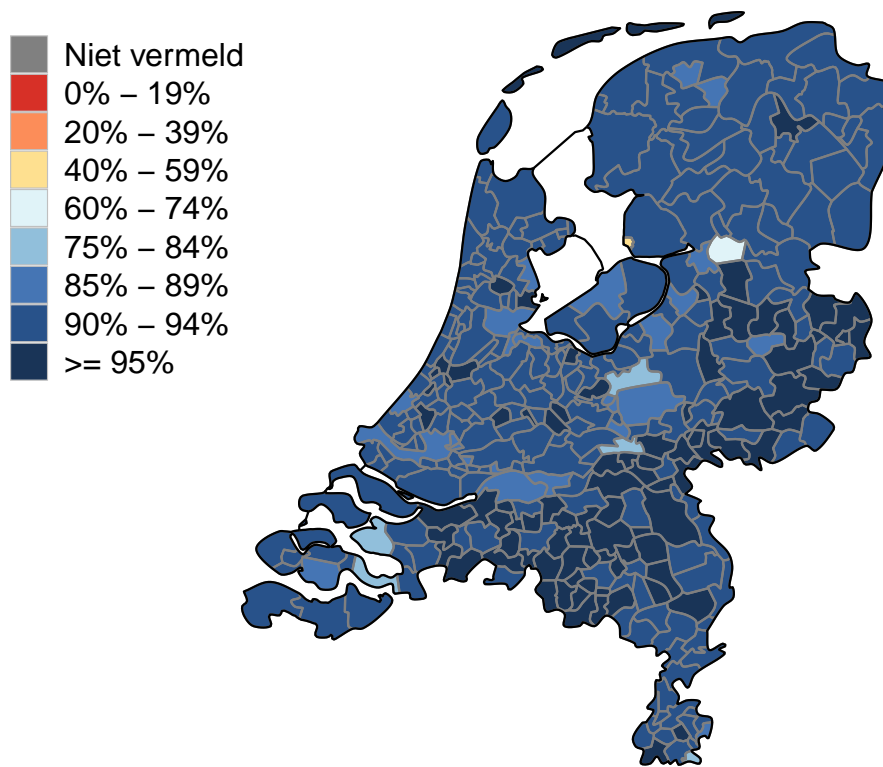 Niet vermeld
0% – 19%
20% – 39%
40% – 59%
60% – 74%
75% – 84%
85% – 89%
90% – 94%
>= 95%